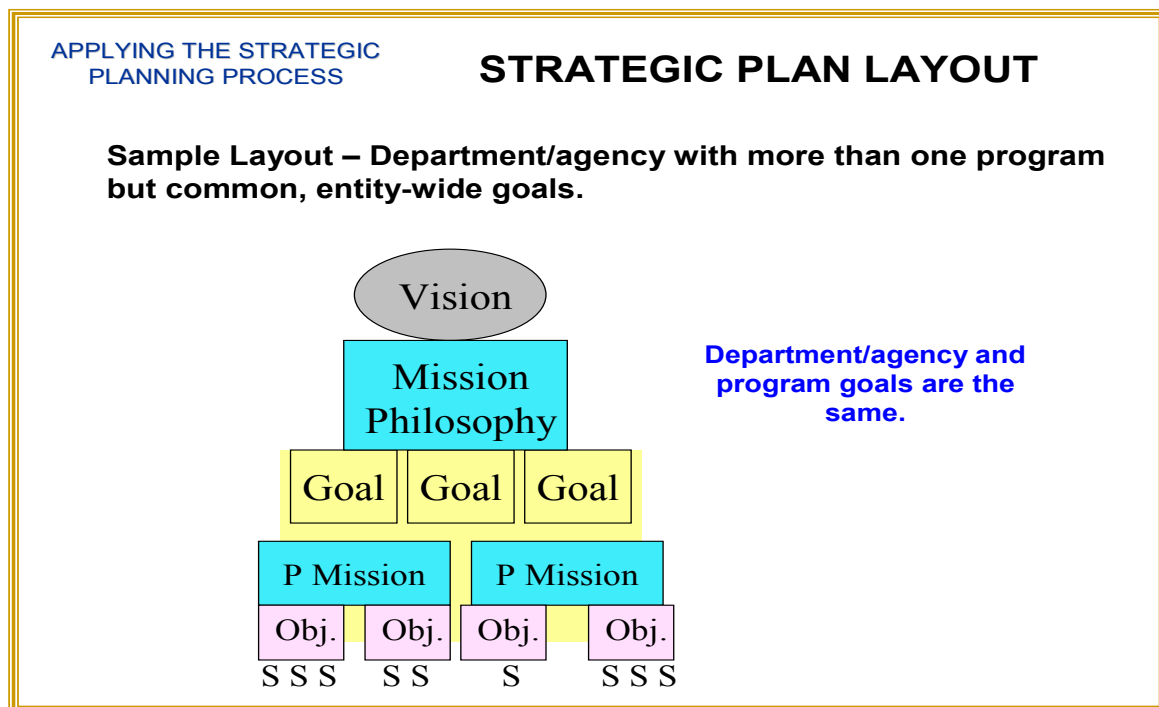 APPLYING THE STRATEGIC
PLANNING PROCESS
STRATEGIC PLAN LAYOUT
Sample Layout – Department/agency with more than one program
but common, entity-wide goals.
Vision
Mission
Philosophy
Department/agency and
program goals are the
same.
Goal Goal Goal
P Mission P Mission
Obj. Obj. Obj. Obj.
S S S S S S S S S